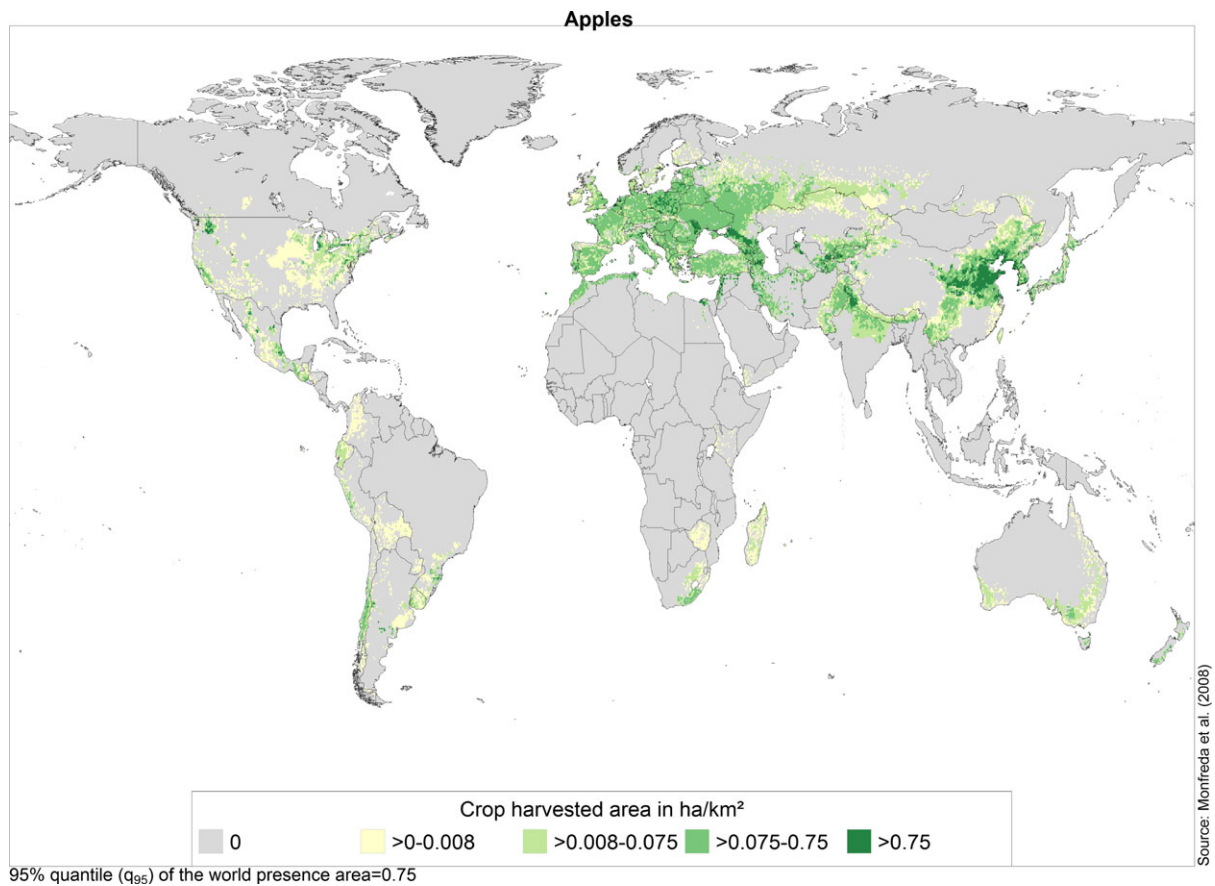 Apples
Source: Monfreda et al. (2008)
Crop harvested area in ha/km²
0 >0-0.008 >0.008-0.075 >0.075-0.75 >0.75
95% quantile (q₉₅) of the world presence area=0.75